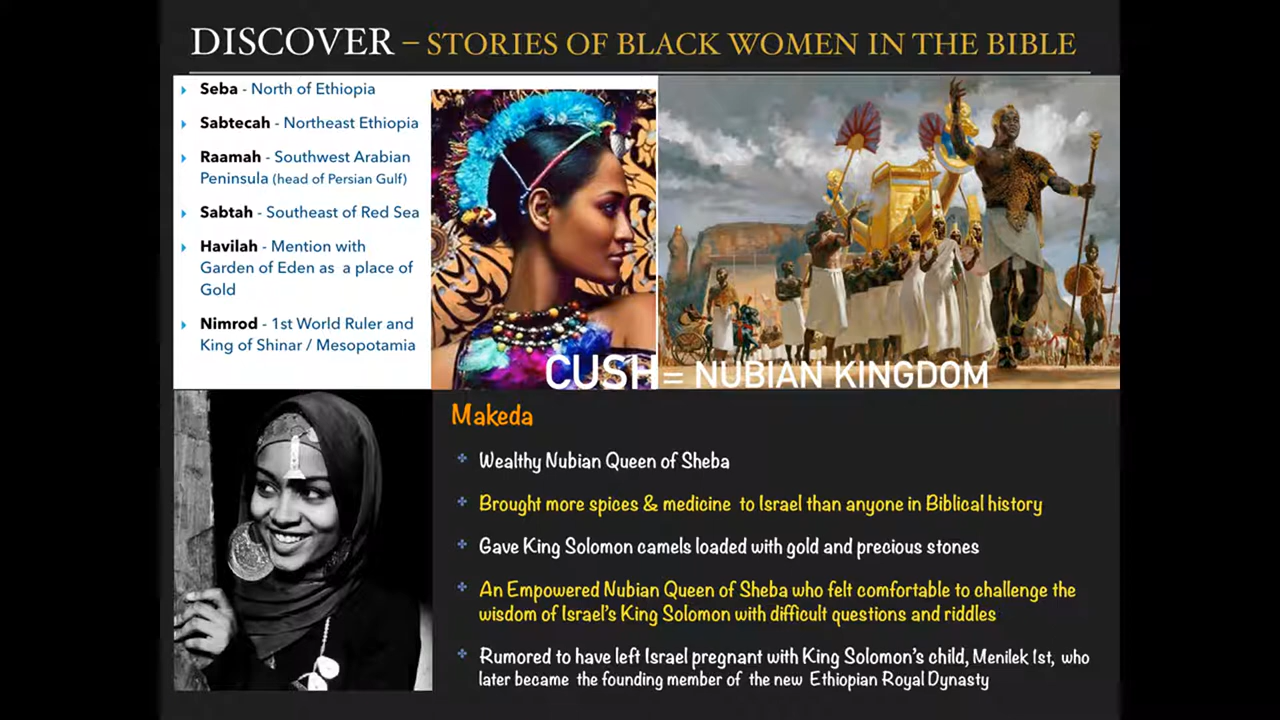 DISCOVER – STORIES OF BLACK WOMEN IN THE BIBLE
Seba - North of Ethiopia
Sabtecah - Northeast Ethiopia
Raamah - Southwest Arabian
Peninsula (head of Persian Gulf)
Sabtah - Southeast of Red Sea
Havilah - Mention with
Garden of Eden as a place of
Gold
Nimrod - 1st World Ruler and
King of Shinar / Mesopotamia
CUSH = NUBIAN KINGDOM
Makeda
Wealthy Nubian Queen of Sheba
Brought more spices & medicine to Israel than anyone in Biblical history
Gave King Solomon camels loaded with gold and precious stones
An Empowered Nubian Queen of Sheba who felt comfortable to challenge the
wisdom of Israel's King Solomon with difficult questions and riddles
Rumored to have left Israel pregnant with King Solomon's child, Menilek 1st, who
later became the founding member of the new Ethiopian Royal Dynasty